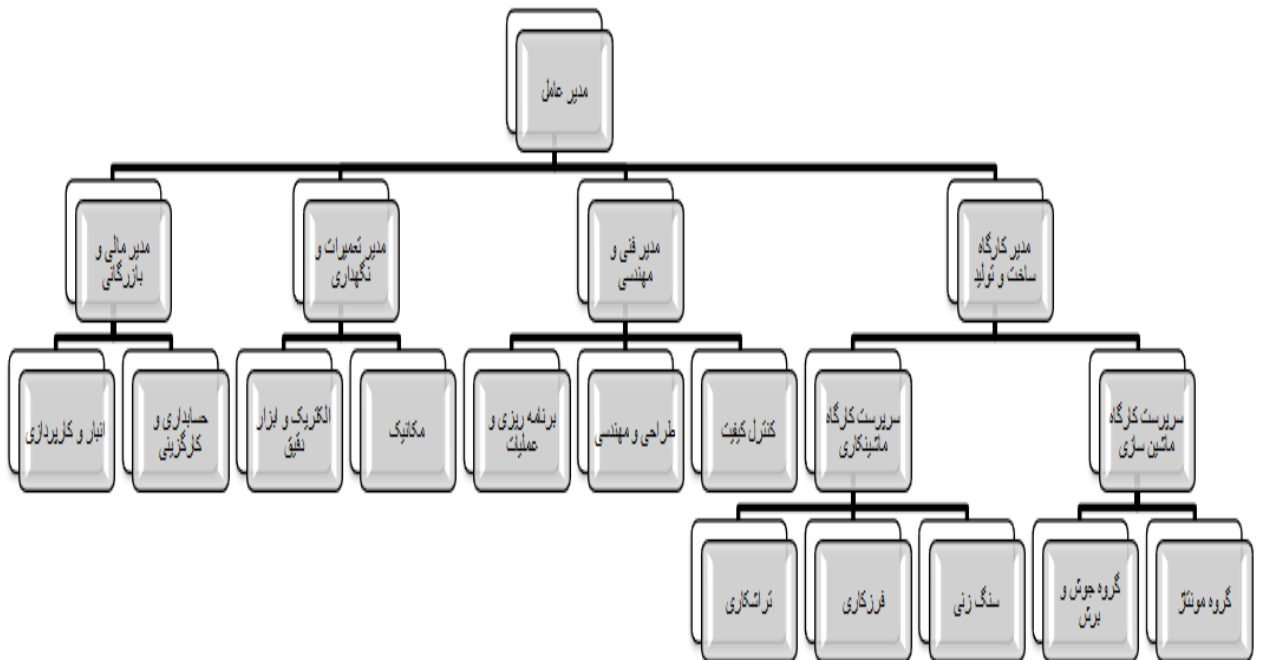 مدیر عامل
مدیر کارگاه
ساخت و تولید
مدیر فنی و
مهندسی
مدیر تعمیرات و
نگهداری
مدیر مالی و
بازرگانی
سرپرست کارگاه
ماشین سازی
سرپرست کارگاه
ماشینکاری
کنترل کیفیت
طراحی و مهندسی
برنامه ریزی و
عملیات
مکانیک
الکتریک و ابزار
دقیق
حسابداری و
کارگزینی
انبار و کارپردازی
گروه مونتاژ
گروه جوش و
برش
سنگ زنی
فرزکاری
تراشکاری